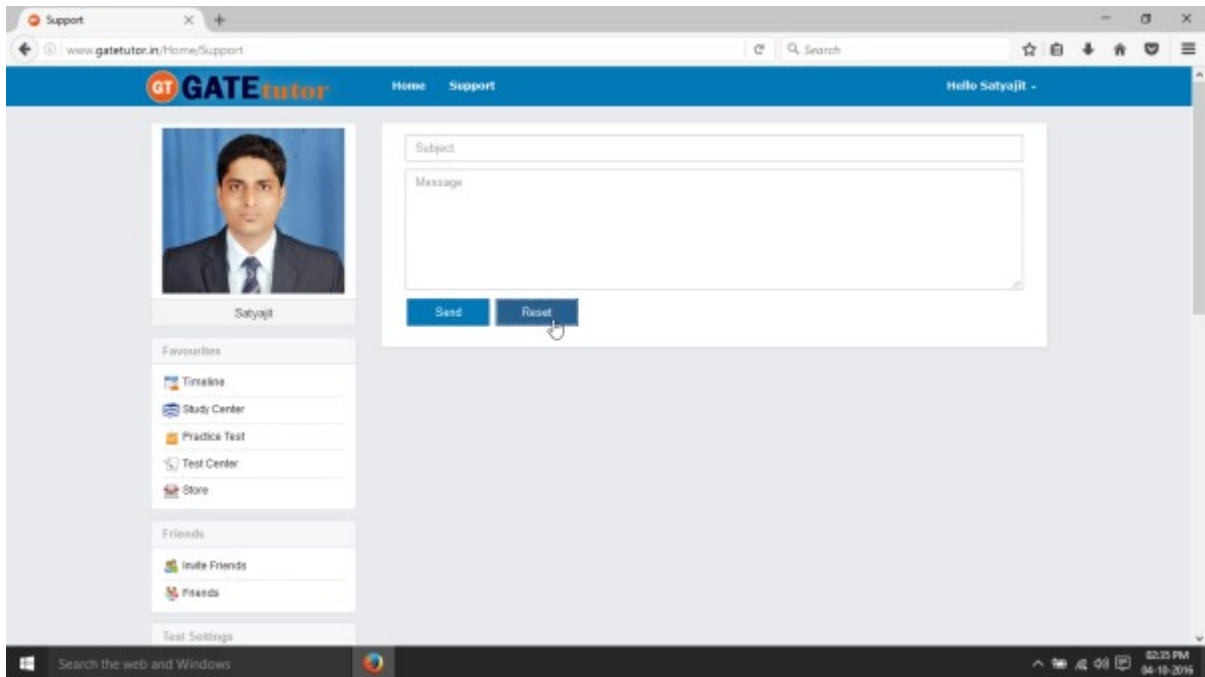 Support
www.gatetutor.in/Home/Support
Search
GT GATEtutor
Home Support
Hello Satyajit
Subject
Message
Send Reset
Satyajit
Favourites
Timeline
Study Center
Practice Test
Test Center
Store
Friends
Invite Friends
Friends
Test Settings
Search the web and Windows
02:35 PM
04-10-2016